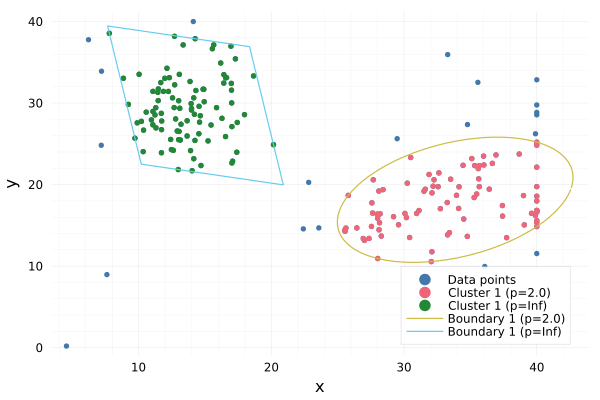 40
30
20
10
0
y
10
20
30
40
x
Data points
Cluster 1 (p=2.0)
Cluster 1 (p=Inf)
Boundary 1 (p=2.0)
Boundary 1 (p=Inf)